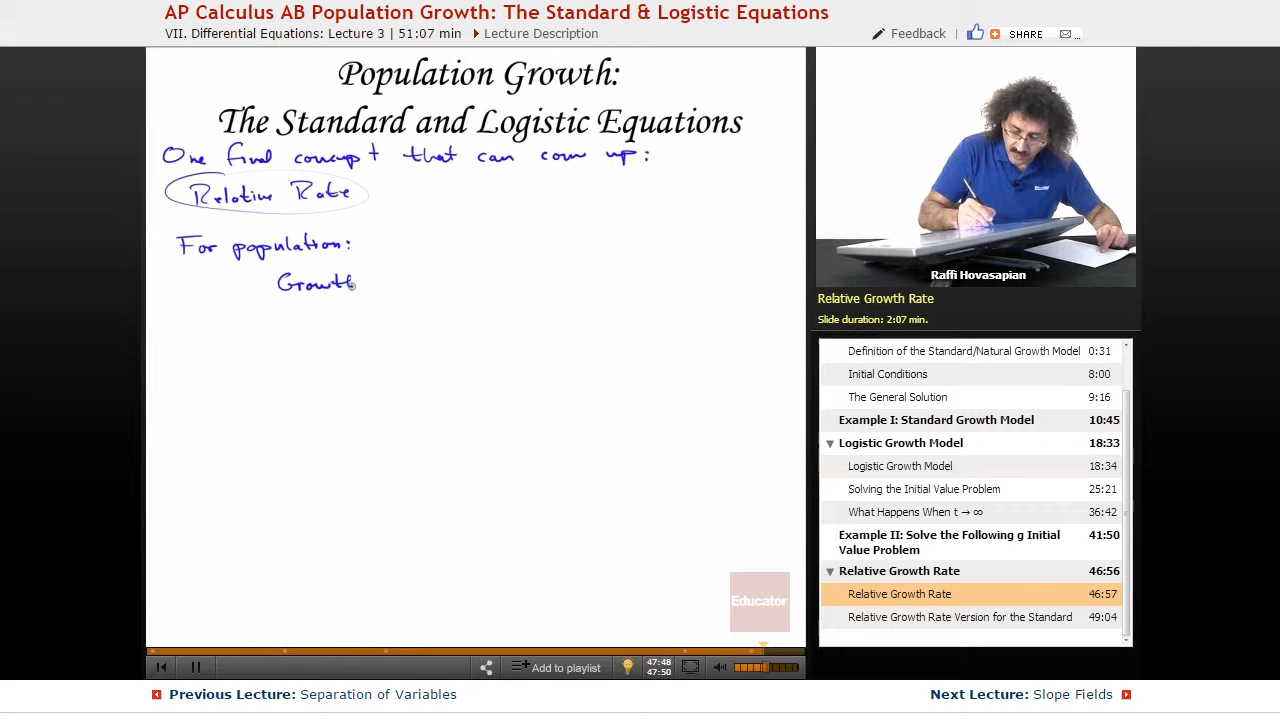 AP Calculus AB Population Growth: The Standard & Logistic Equations
VII. Differential Equations: Lecture 3 | 51:07 min Lecture Description
Feedback | SHARE ...
Population Growth:
The Standard and Logistic Equations
One final concept that can com up:
Relative Rate
For population:
Growth
Educator
Raffi Hovasapian
Relative Growth Rate
Slide duration: 2:07 min.
Definition of the Standard/Natural Growth Model 0:31
Initial Conditions 8:00
The General Solution 9:16
Example I: Standard Growth Model 10:45
Logistic Growth Model 18:33
Logistic Growth Model 18:34
Solving the Initial Value Problem 25:21
What Happens When t → ∞ 36:42
Example II: Solve the Following g Initial 41:50
Value Problem
Relative Growth Rate 46:56
Relative Growth Rate 46:57
Relative Growth Rate Version for the Standard 49:04
Add to playlist
47:48
47:50
Previous Lecture: Separation of Variables
Next Lecture: Slope Fields